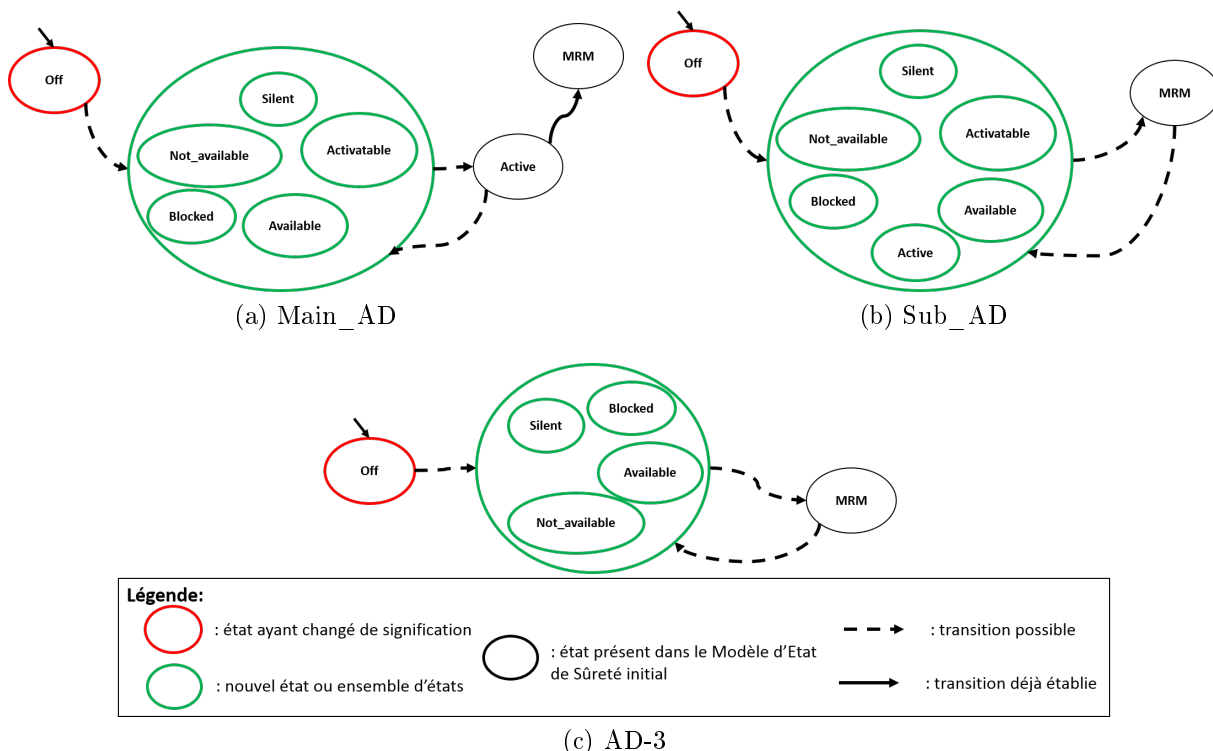 Off
Silent
Not_available
Activatable
Blocked
Available
Active
MRM
(a) Main_AD
Off
Silent
Not_available
Activatable
Blocked
Available
Active
MRM
(b) Sub_AD
Off
Silent
Blocked
Available
Not_available
MRM
Légende:
: état ayant changé de signification
: nouvel état ou ensemble d'états
: état présent dans le Modèle d'Etat
de Sûreté initial
: transition possible
: transition déjà établie
(c) AD-3